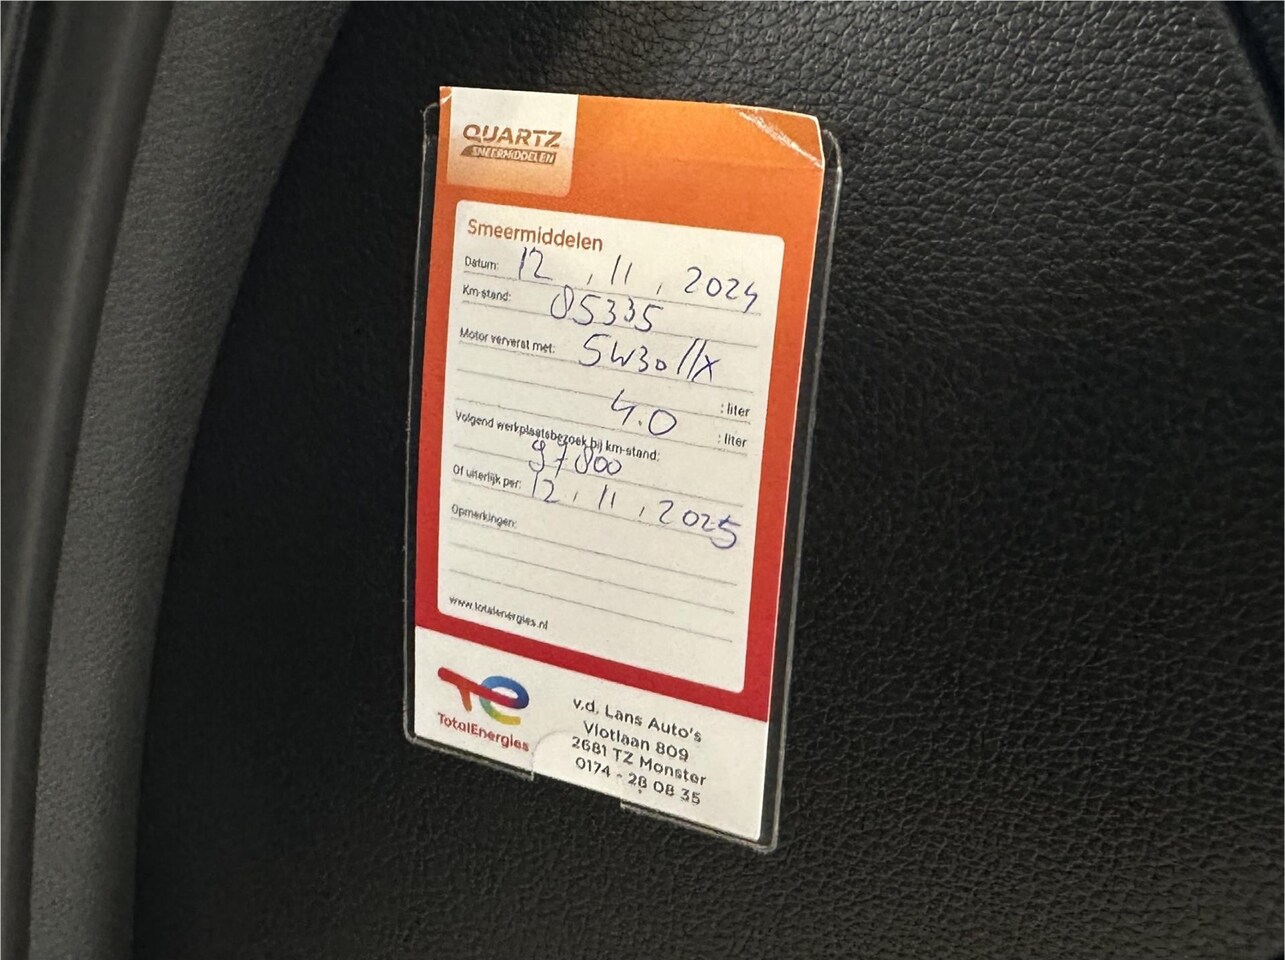 QUARTZ
SMEERMIDDELEN
Smeermiddelen
Datum: 12 , 11 , 2024
Km-stand: 85335
Motor ververst met: 5W30 //X
: liter
4.0 : liter
Volgend werkplaatsbezoek bij km-stand:
97800
Of uiterlijk per: 12 , 11 , 2025
Opmerkingen:
www.totalenergies.nl
TotalEnergies
v.d. Lans Auto's
Vlotlaan 809
2681 TZ Monster
0174 - 28 08 35